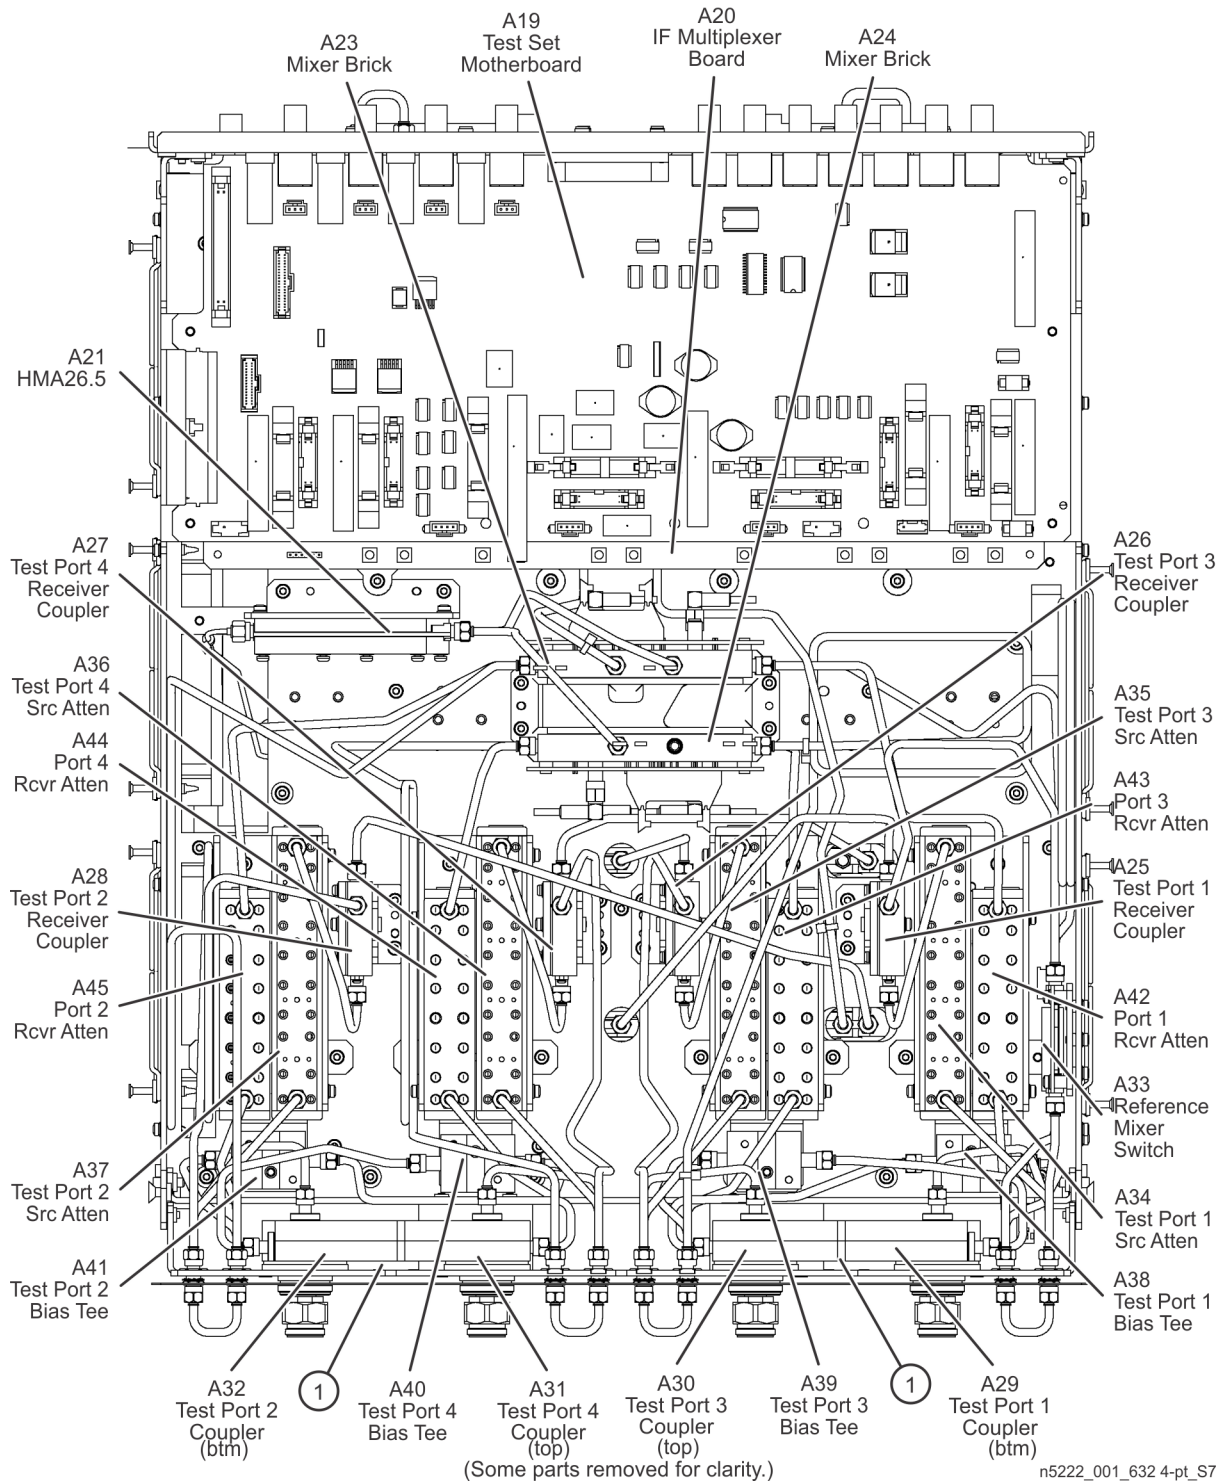 A19
Test Set
Motherboard
A20
IF Multiplexer
Board
A23
Mixer Brick
A24
Mixer Brick
A21
HMA26.5
A27
Test Port 4
Receiver
Coupler
A36
Test Port 4
Src Atten
A44
Port 4
Rcvr Atten
A28
Test Port 2
Receiver
Coupler
A45
Port 2
Rcvr Atten
A37
Test Port 2
Src Atten
A41
Test Port 2
Bias Tee
A26
Test Port 3
Receiver
Coupler
A35
Test Port 3
Src Atten
A43
Port 3
Rcvr Atten
A25
Test Port 1
Receiver
Coupler
A42
Port 1
Rcvr Atten
A33
Reference
Mixer
Switch
A34
Test Port 1
Src Atten
A38
Test Port 1
Bias Tee
A32
Test Port 2
Coupler
(btm)
1
A40
Test Port 4
Bias Tee
A31
Test Port 4
Coupler
(top)
A30
Test Port 3
Coupler
(top)
A39
Test Port 3
Bias Tee
1
A29
Test Port 1
Coupler
(btm)
(Some parts removed for clarity.)
n5222_001_632 4-pt_S7